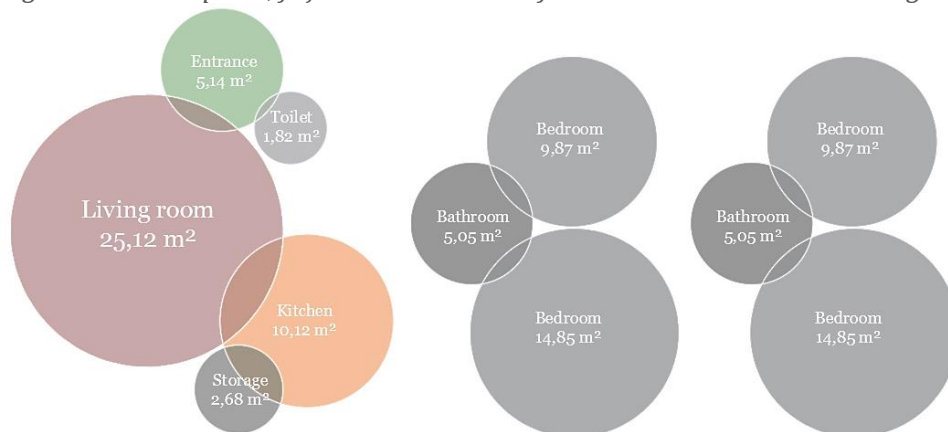 Entrance
5,14 m²
Toilet
1,82 m²
Living room
25,12 m²
Kitchen
10,12 m²
Storage
2,68 m²
Bedroom
9,87 m²
Bathroom
5,05 m²
Bedroom
14,85 m²
Bedroom
9,87 m²
Bathroom
5,05 m²
Bedroom
14,85 m²